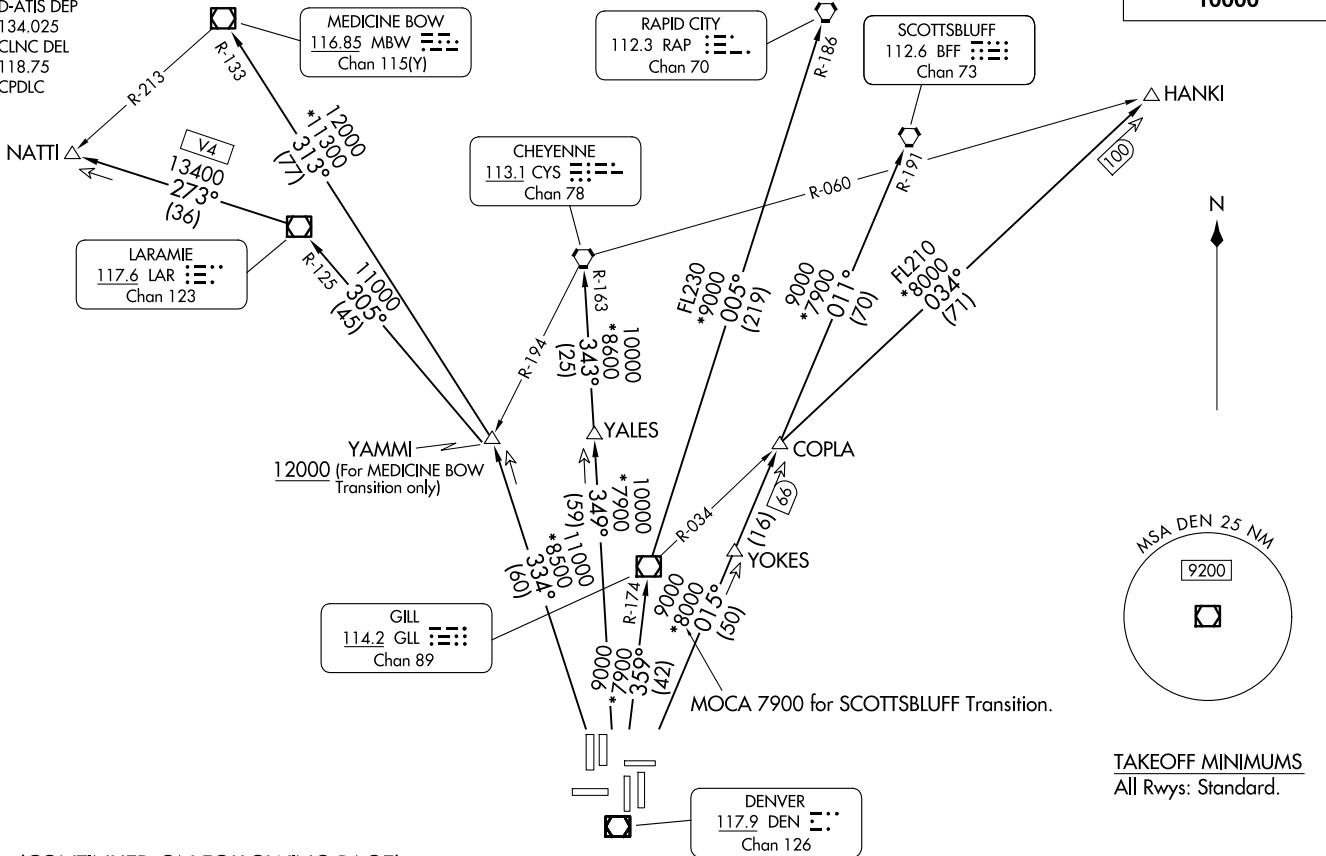 D-ATIS DEP
134.025
CLNC DEL
118.75
CPDLC
10000
MEDICINE BOW
116.85 MBW
Chan 115(Y)
RAPID CITY
112.3 RAP
Chan 70
SCOTTSBLUFF
112.6 BFF
Chan 73
R-213
R-133
R-186
HANKI
NATTI
V4
13400
273°
(36)
12000
*11300
313°
(77)
CHEYENNE
113.1 CYS
Chan 78
R-060
R-191
100
N
LARAMIE
117.6 LAR
Chan 123
R-125
11000
305°
(45)
R-163
R-194
10000
*8600
343°
(25)
FL230
*9000
005°
(219)
9000
*7900
011°
(70)
FL210
*8000
034°
(71)
YAMMI
12000 (For MEDICINE BOW
Transition only)
YALES
COPLA
66
(16)
R-034
YOKES
10000
*7900
349°
(59)
11000
*8500
334°
(60)
GILL
114.2 GLL
Chan 89
R-174
9000
*7900
359°
(42)
9000
*8000
015°
(50)
MOCA 7900 for SCOTTSBLUFF Transition.
MSA DEN 25 NM
9200
TAKEOFF MINIMUMS
All Rwys: Standard.
DENVER
117.9 DEN
Chan 126